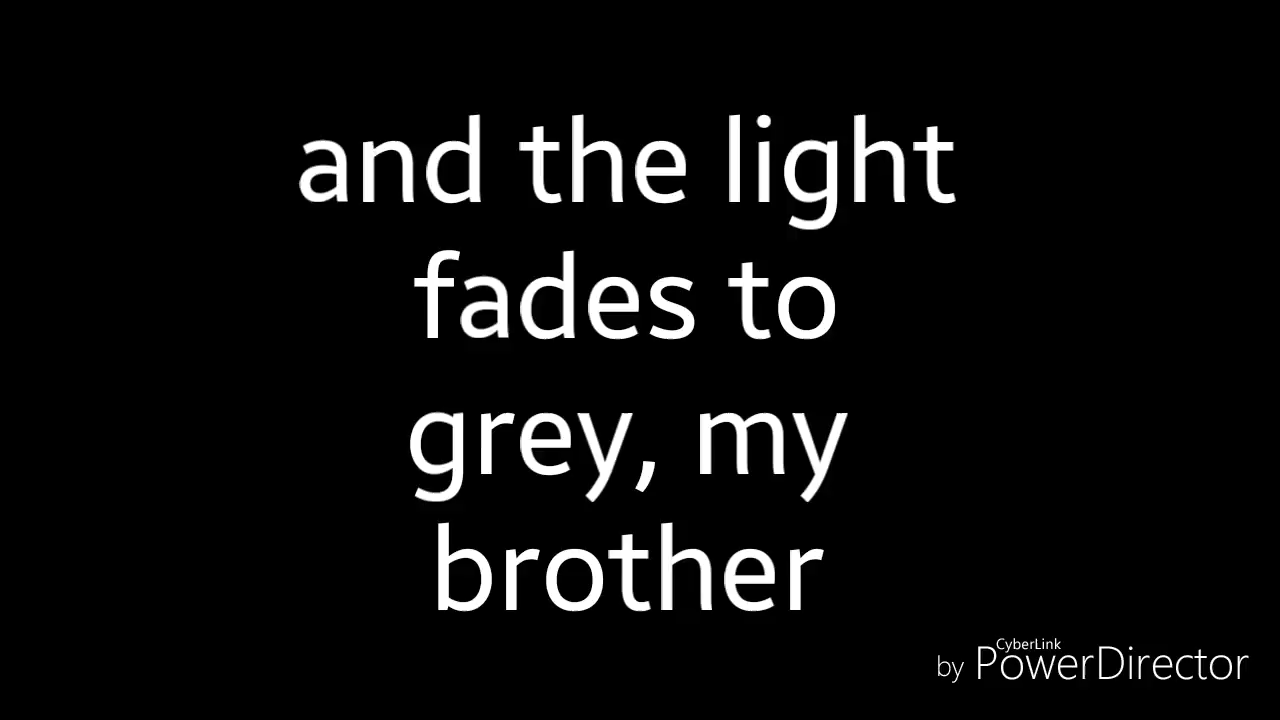 and the light
fades to
grey, my
brother
CyberLink
by PowerDirector